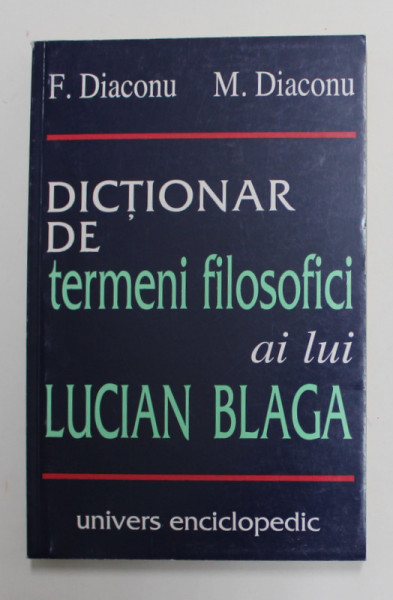 F. Diaconu M. Diaconu
DICȚIONAR
DE
termeni filosofici
ai lui
LUCIAN BLAGA
univers enciclopedic